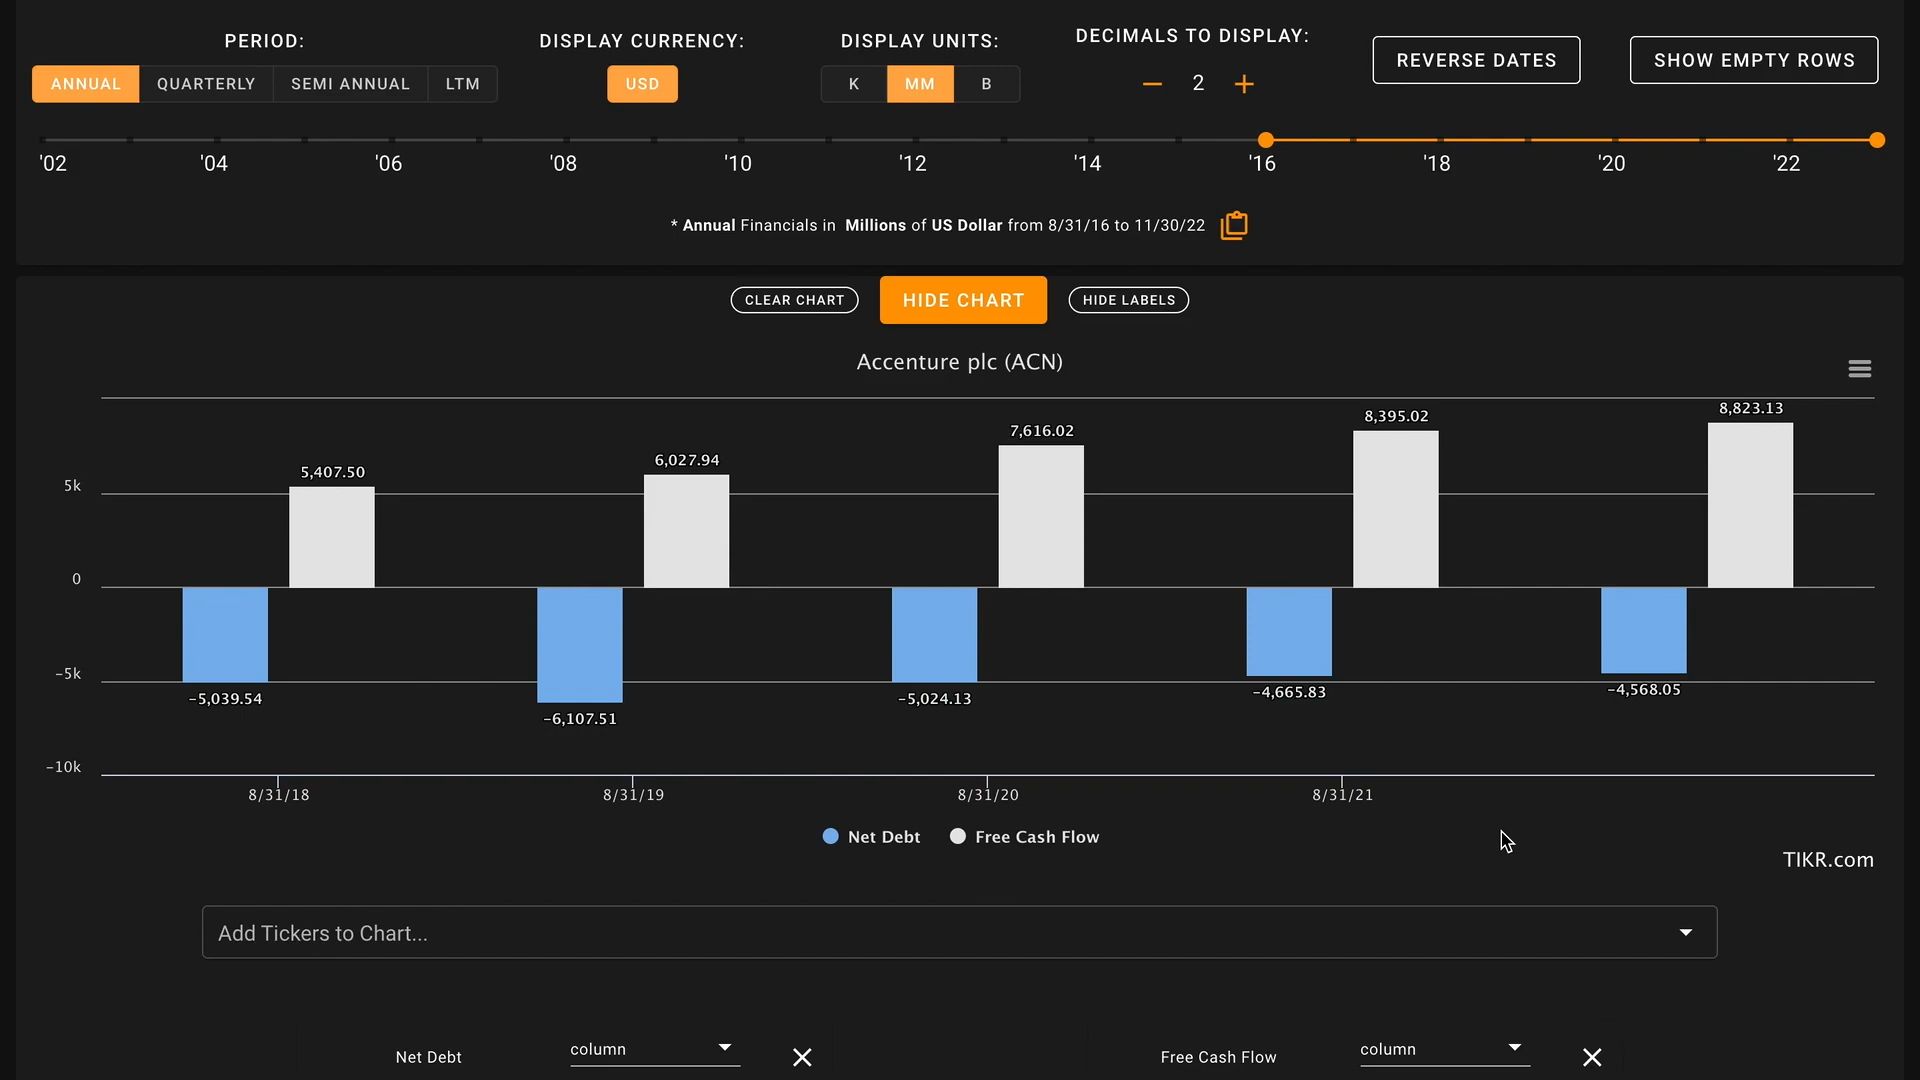 PERIOD:
DISPLAY CURRENCY:
DISPLAY UNITS:
DECIMALS TO DISPLAY:
REVERSE DATES
SHOW EMPTY ROWS
ANNUAL
QUARTERLY
SEMI ANNUAL
LTM
USD
K
MM
B
2
'02
'04
'06
'08
'10
'12
'14
'16
'18
'20
'22
* Annual Financials in Millions of US Dollar from 8/31/16 to 11/30/22
CLEAR CHART
HIDE CHART
HIDE LABELS
Accenture plc (ACN)
5k
0
−5k
−10k
5,407.50
6,027.94
7,616.02
8,395.02
8,823.13
−5,039.54
−6,107.51
−5,024.13
−4,665.83
−4,568.05
8/31/18
8/31/19
8/31/20
8/31/21
Net Debt
Free Cash Flow
TIKR.com
Add Tickers to Chart...
Net Debt
column
Free Cash Flow
column